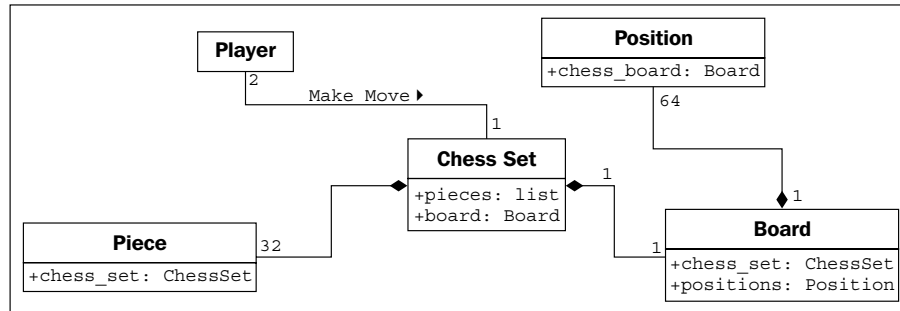 Player
2
Make Move
1
Position
+chess_board: Board
64
Chess Set
+pieces: list
+board: Board
1
1
1
Piece
+chess_set: ChessSet
32
Board
+chess_set: ChessSet
+positions: Position